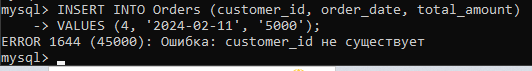 mysql> INSERT INTO Orders (customer_id, order_date, total_amount)
    -> VALUES (4, '2024-02-11', '5000');
ERROR 1644 (45000): Ошибка: customer_id не существует
mysql> _